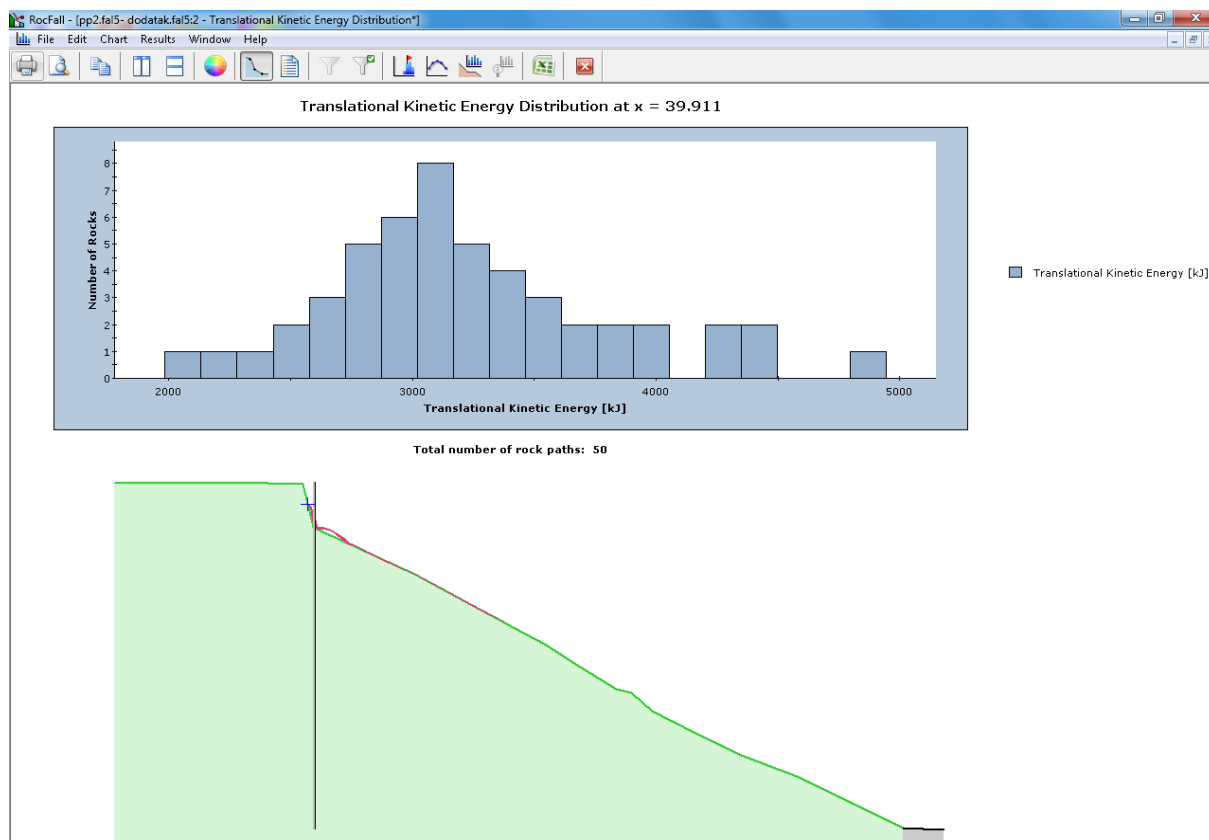 RocFall - [pp2.fal5- dodatak.fal5:2 - Translational Kinetic Energy Distribution*]
File Edit Chart Results Window Help
Translational Kinetic Energy Distribution at x = 39.911
8
7
6
5
4
3
2
1
0
Number of Rocks
2000 3000 4000 5000
Translational Kinetic Energy [kJ]
Translational Kinetic Energy [kJ]
Total number of rock paths: 50